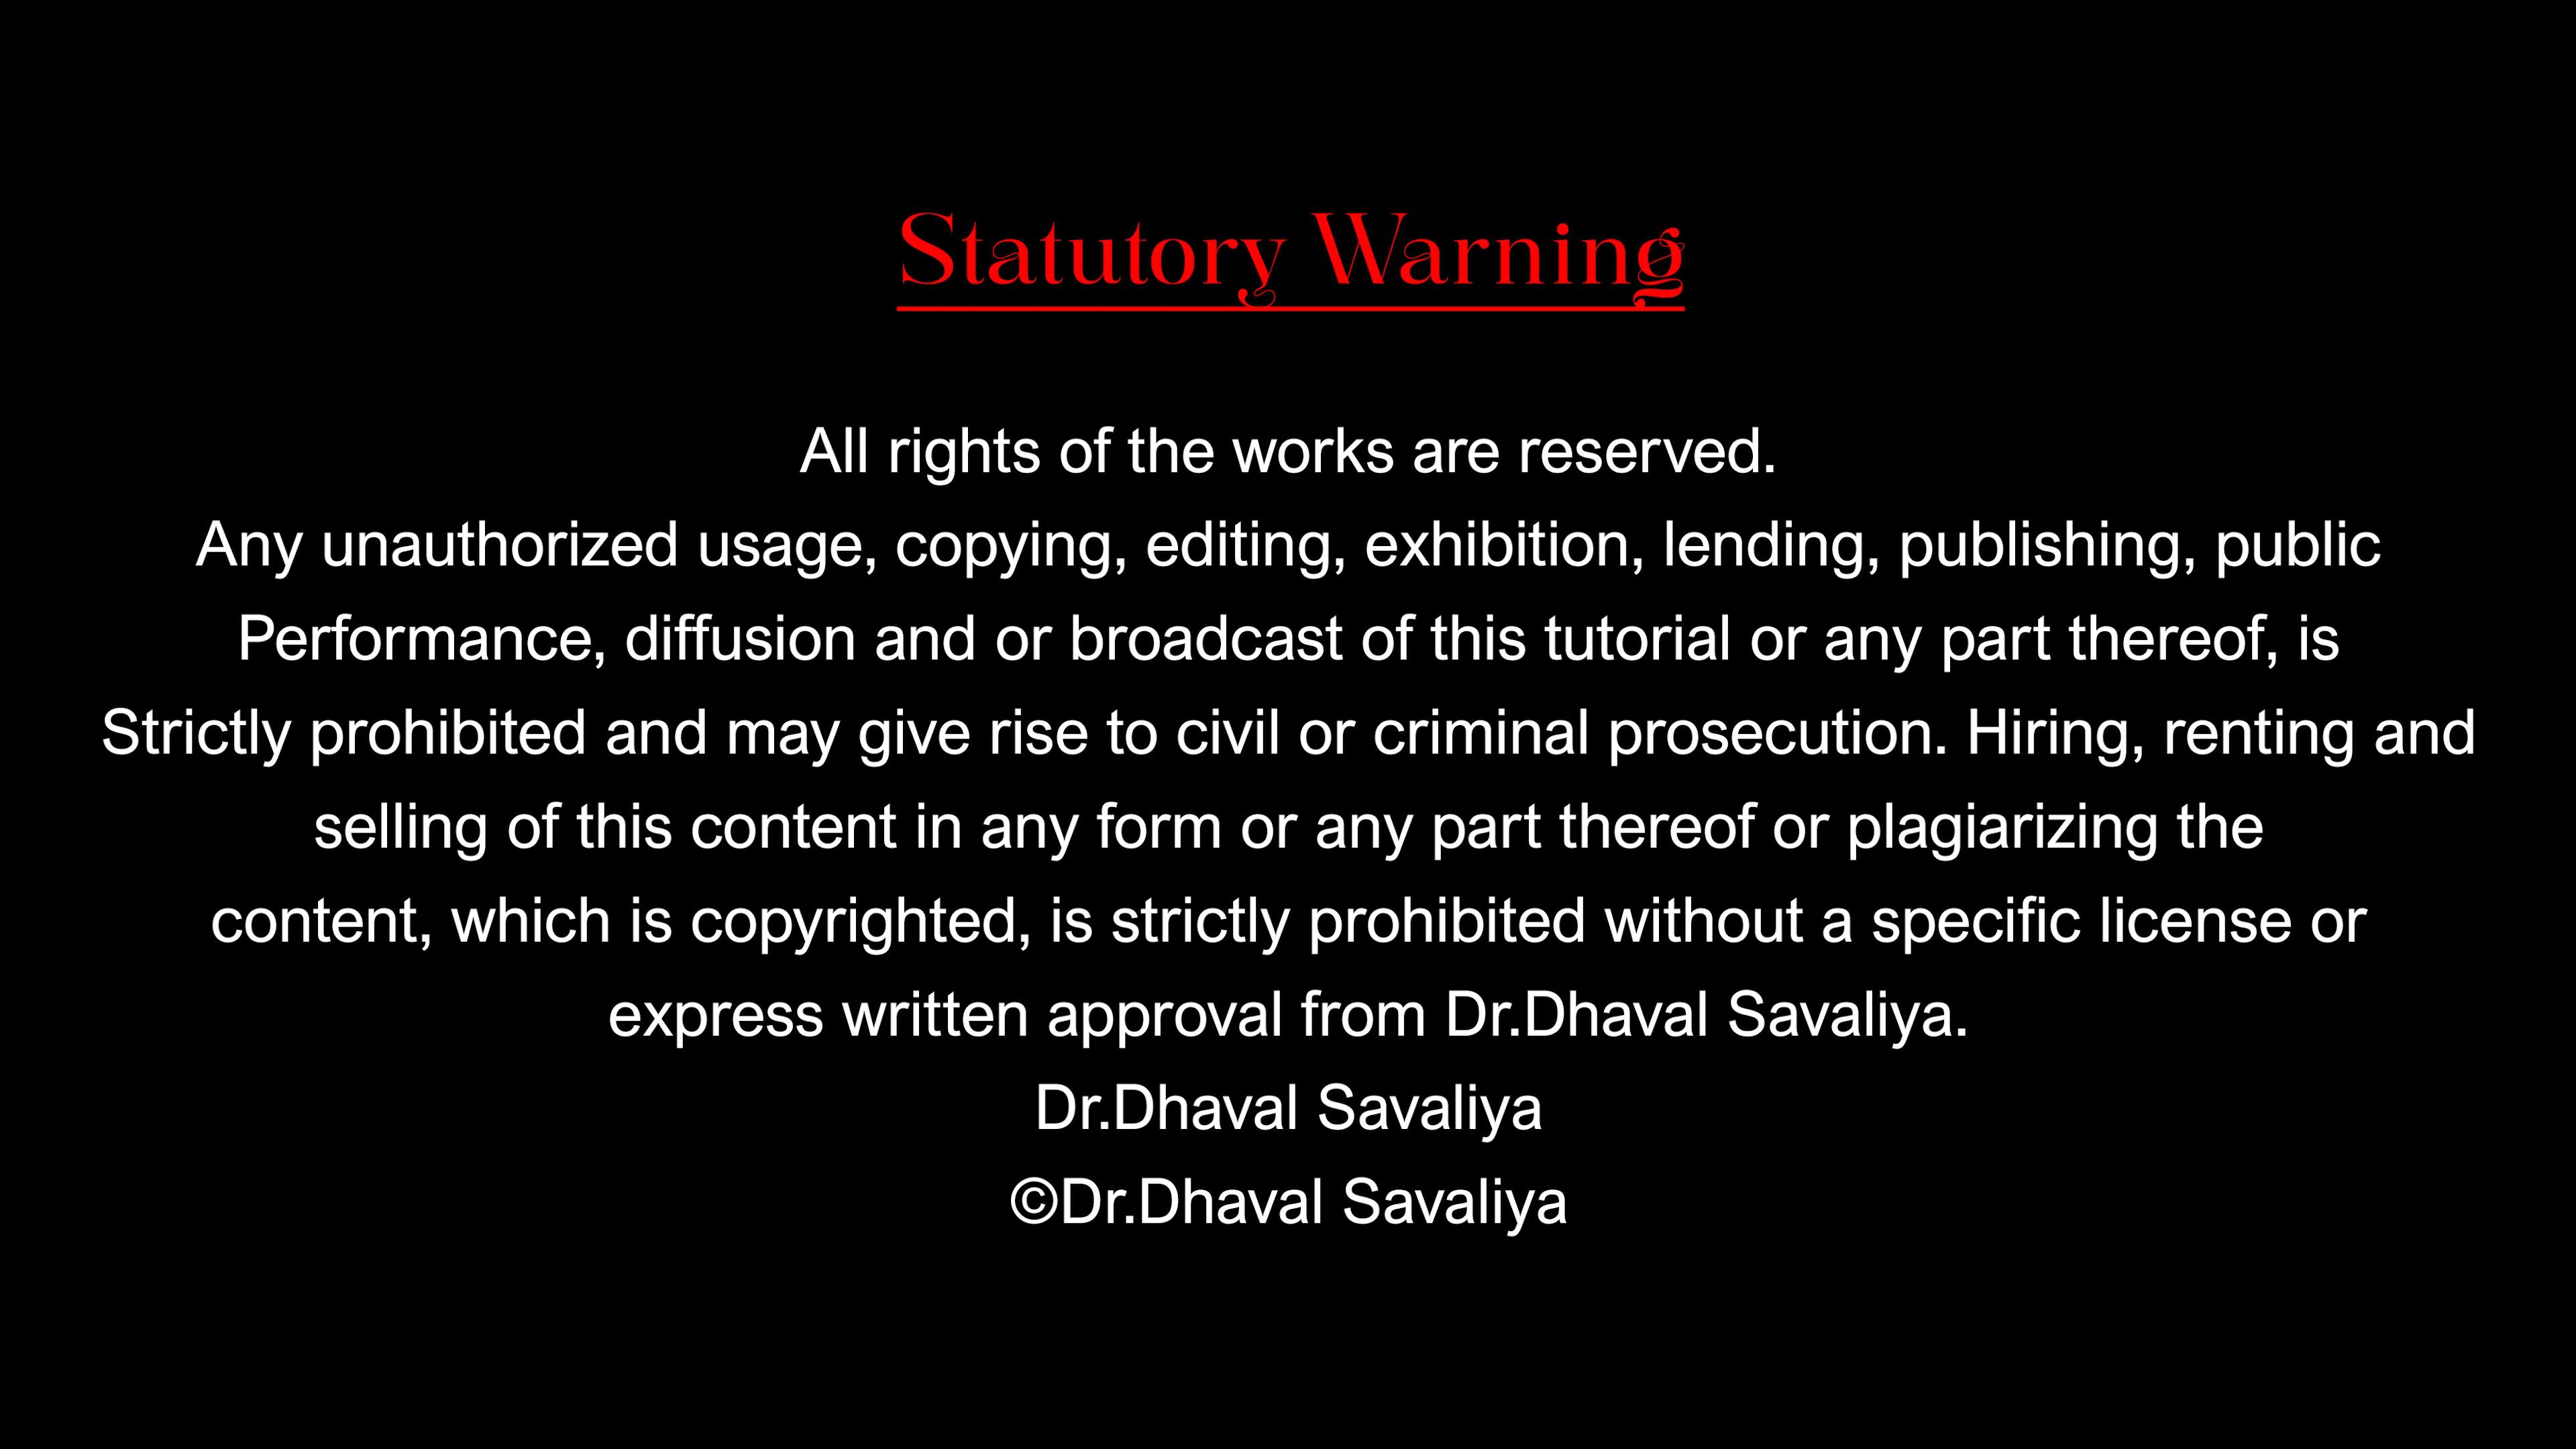 Statutory Warning
All rights of the works are reserved.
Any unauthorized usage, copying, editing, exhibition, lending, publishing, public
Performance, diffusion and or broadcast of this tutorial or any part thereof, is
Strictly prohibited and may give rise to civil or criminal prosecution. Hiring, renting and
selling of this content in any form or any part thereof or plagiarizing the
content, which is copyrighted, is strictly prohibited without a specific license or
express written approval from Dr.Dhaval Savaliya.
Dr.Dhaval Savaliya
©Dr.Dhaval Savaliya